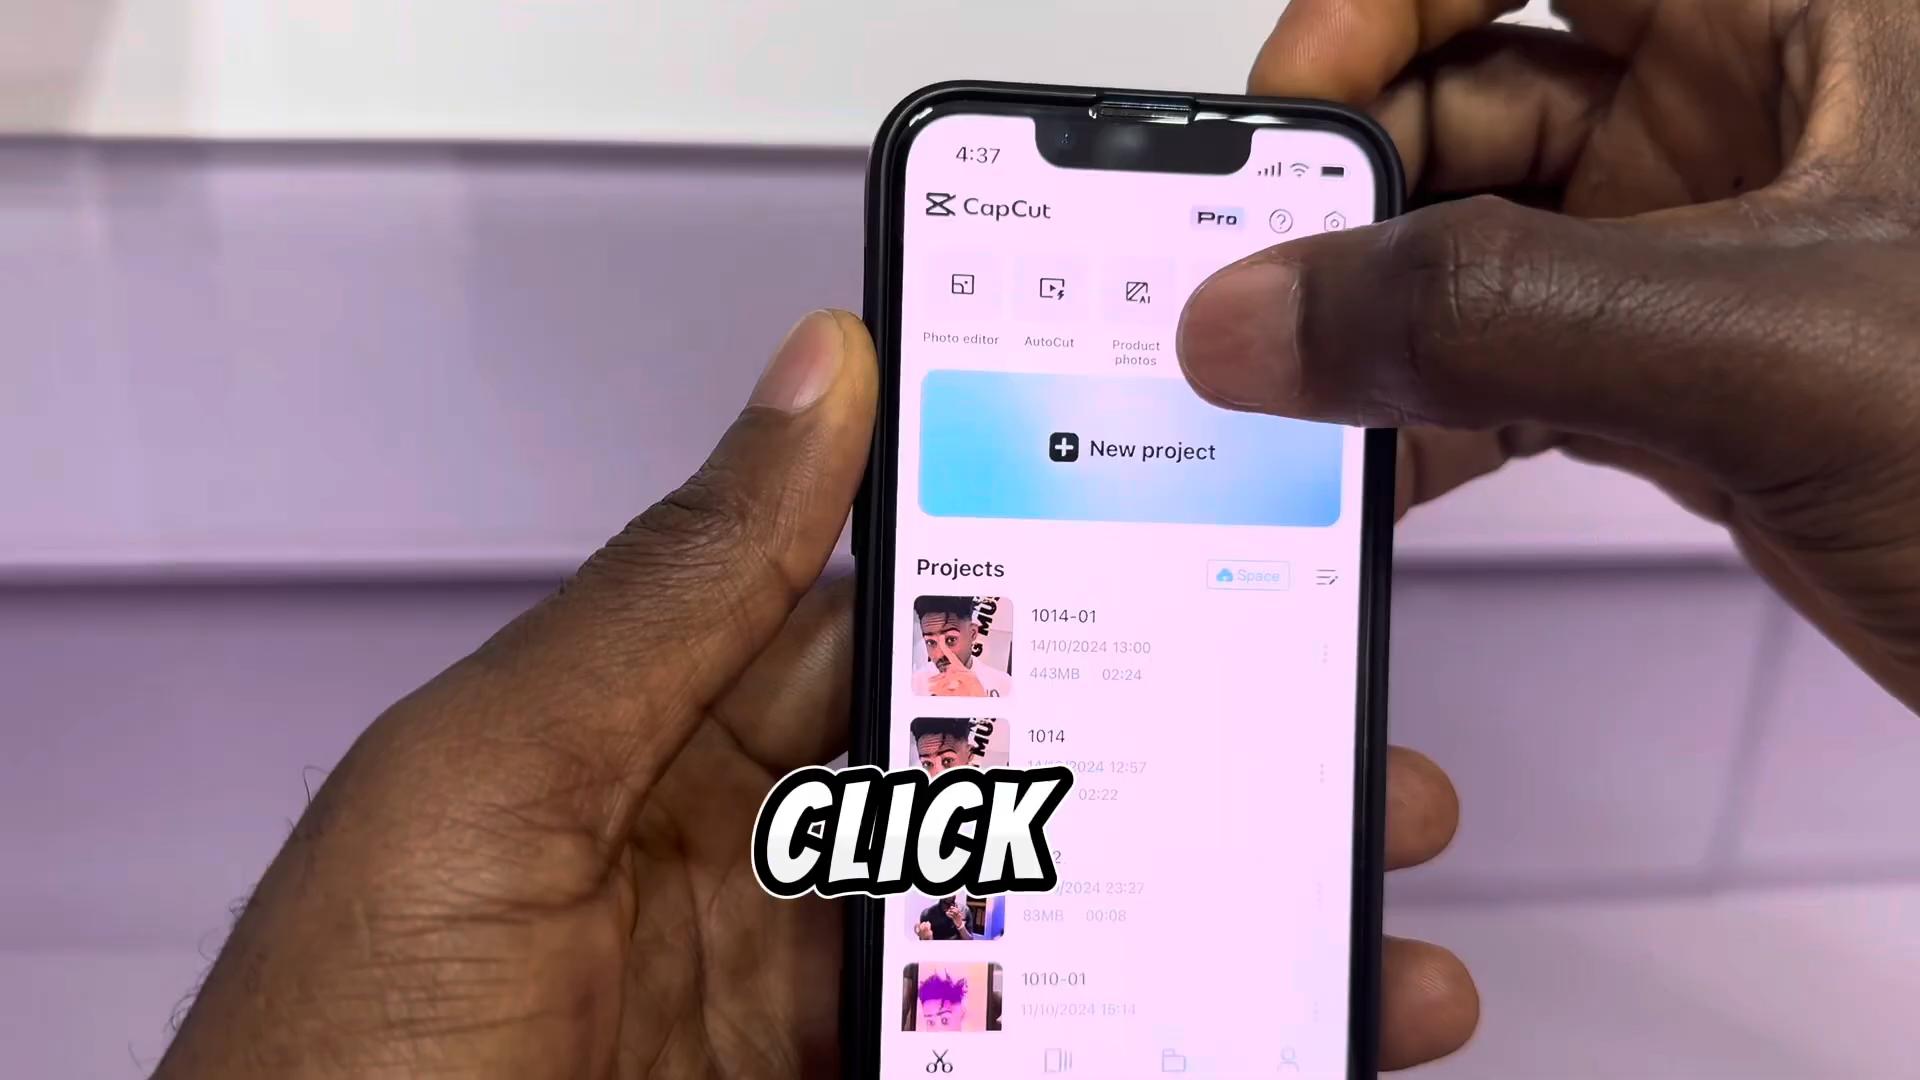 4:37
CapCut
Pro
Photo editor
AutoCut
Product
photos
AI
New project
Projects
Space
1014-01
14/10/2024 13:00
443MB 02:24
1014
2024 12:57
02:22
CLICK
23:27
83MB 00:08
1010-01
11/10/2024 15:14